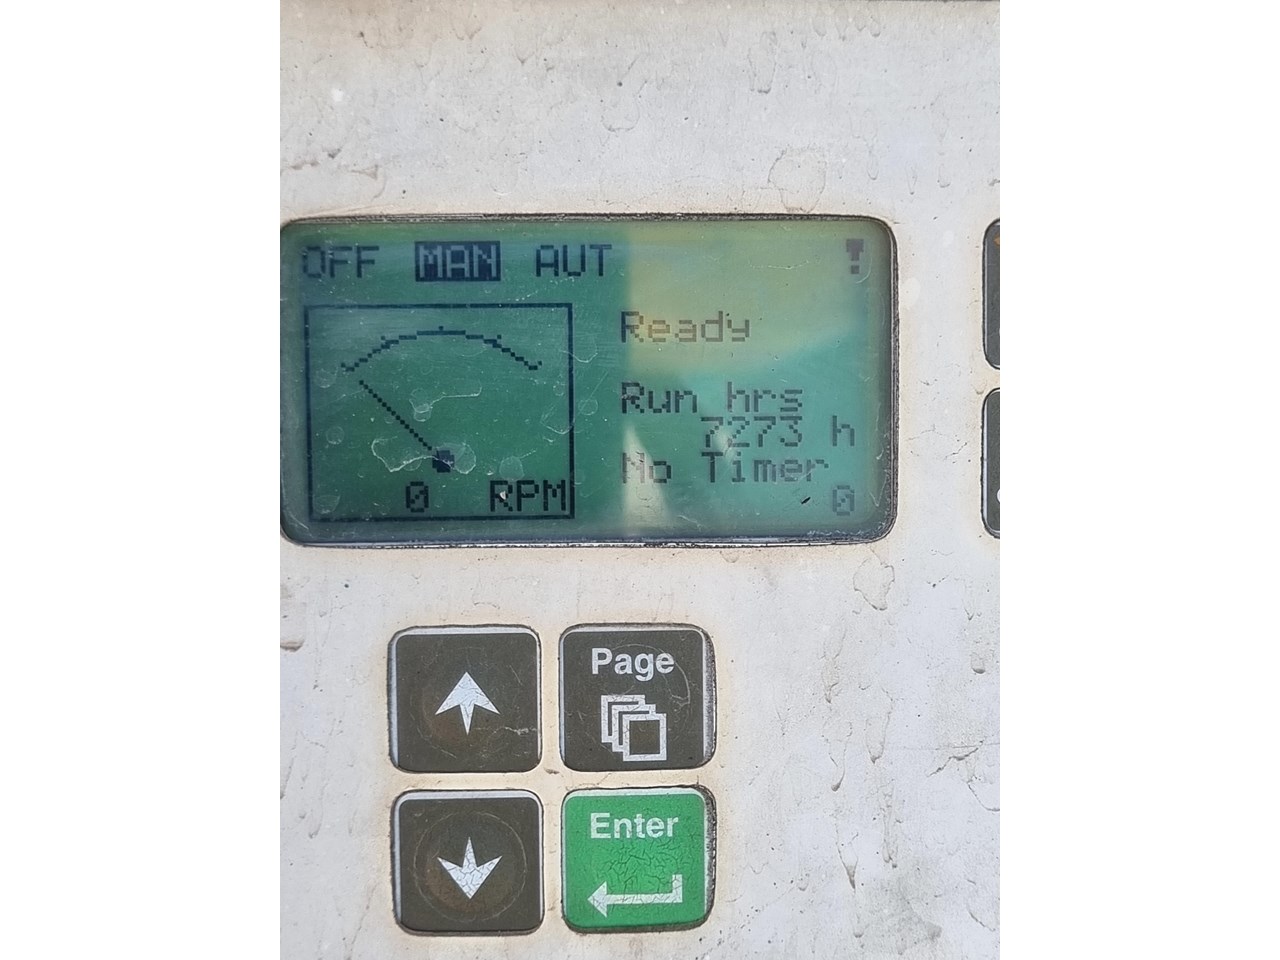 OFF MAN AUT !
Ready
Run hrs
7273 h
No Timer
0
0 RPM
Page
Enter